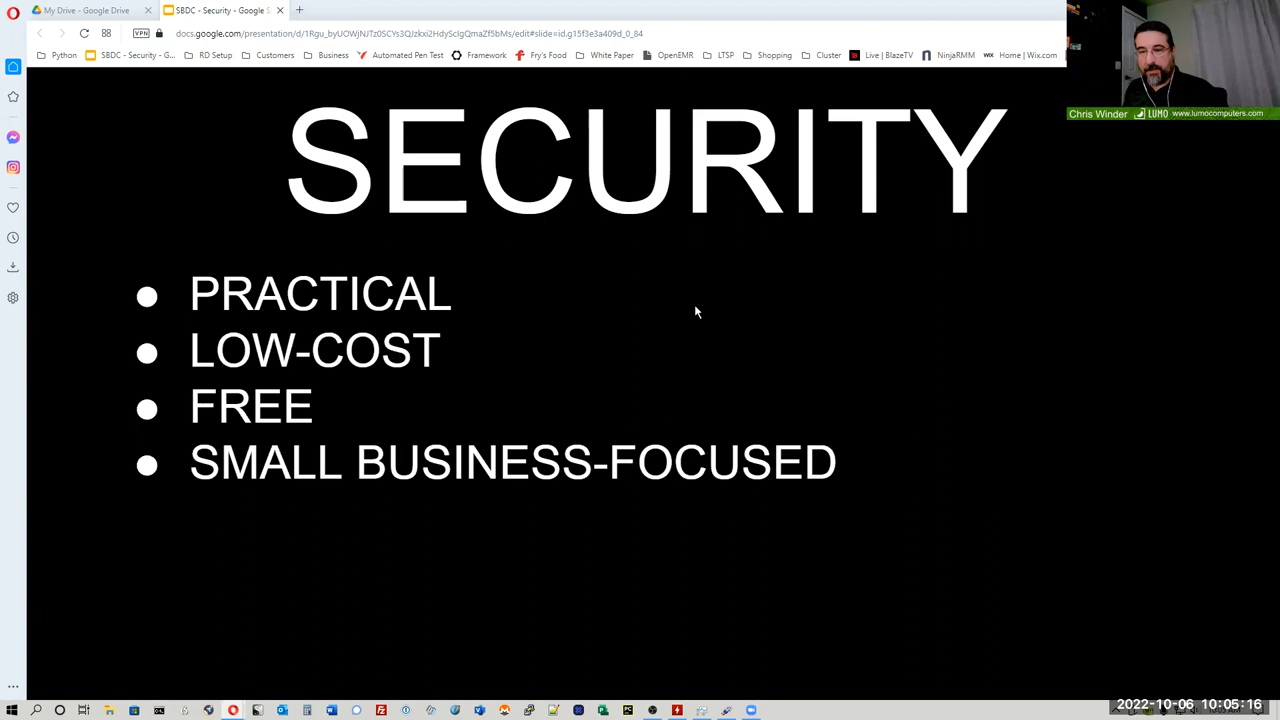 My Drive - Google Drive
SBDC - Security - Google S
VPN
docs.google.com/presentation/d/1Rgu_byUOWjNJTz0SCYs3QJzkxi2HdyScIgQmaZf5bMs/edit#slide=id.g15f3e3a409d_0_84
Python SBDC - Security - G... RD Setup Customers Business Automated Pen Test Framework Fry's Food White Paper OpenEMR LTSP Shopping Cluster Live | BlazeTV NinjaRMM Home | Wix.com
Chris Winder LUMO www.lumocomputers.com
SECURITY
● PRACTICAL
● LOW-COST
● FREE
● SMALL BUSINESS-FOCUSED
2022-10-06 10:05:16